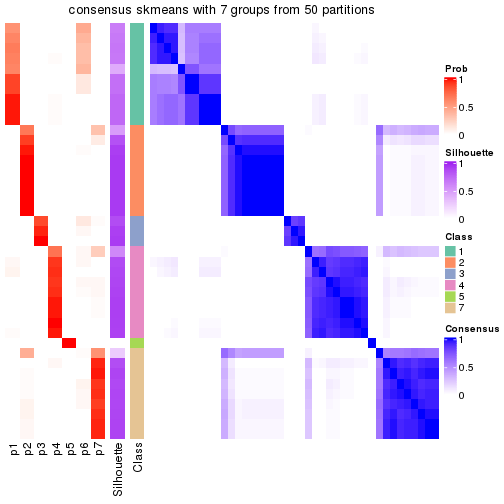 consensus skmeans with 7 groups from 50 partitions
Prob
1
0.5
0
Silhouette
1
0.5
0
Class
1
2
3
4
5
7
Consensus
1
0.5
0
p1
p2
p3
p4
p5
p6
p7
Silhouette
Class